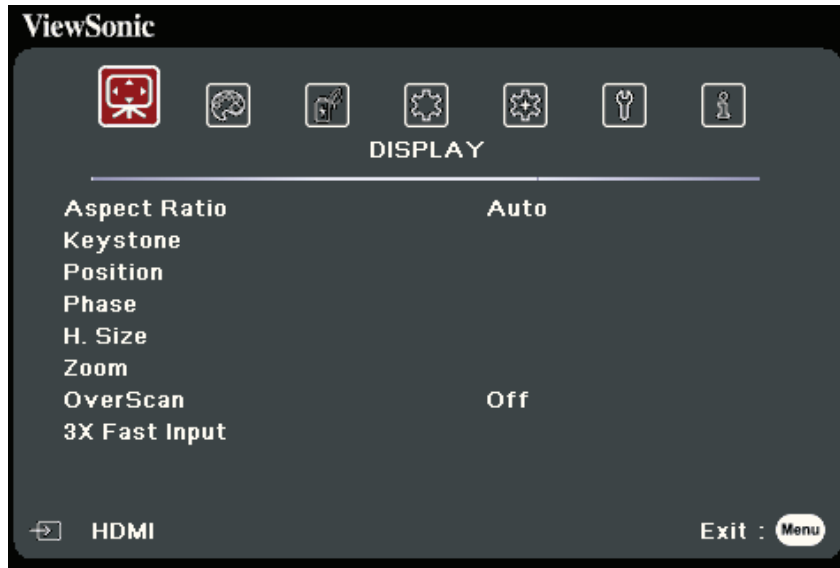 ViewSonic
DISPLAY
Aspect Ratio Auto
Keystone
Position
Phase
H. Size
Zoom
OverScan Off
3X Fast Input
HDMI Exit : Menu